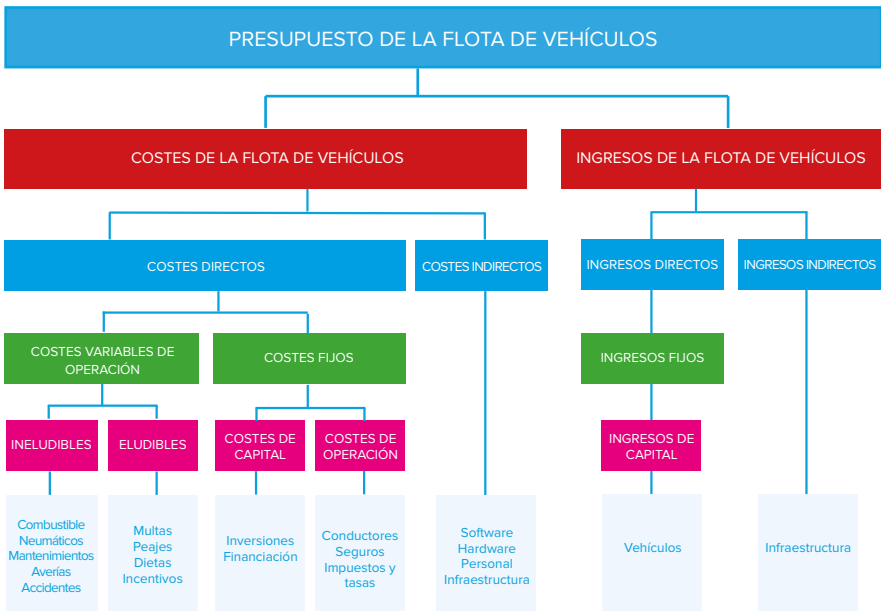 PRESUPUESTO DE LA FLOTA DE VEHÍCULOS
COSTES DE LA FLOTA DE VEHÍCULOS
INGRESOS DE LA FLOTA DE VEHÍCULOS
COSTES DIRECTOS
COSTES INDIRECTOS
INGRESOS DIRECTOS
INGRESOS INDIRECTOS
COSTES VARIABLES DE
OPERACIÓN
COSTES FIJOS
INGRESOS FIJOS
INELUDIBLES
ELUDIBLES
COSTES DE
CAPITAL
COSTES DE
OPERACIÓN
INGRESOS DE
CAPITAL
Combustible
Neumáticos
Mantenimientos
Averías
Accidentes
Multas
Peajes
Dietas
Incentivos
Inversiones
Financiación
Conductores
Seguros
Impuestos y
tasas
Software
Hardware
Personal
Infraestructura
Vehículos
Infraestructura